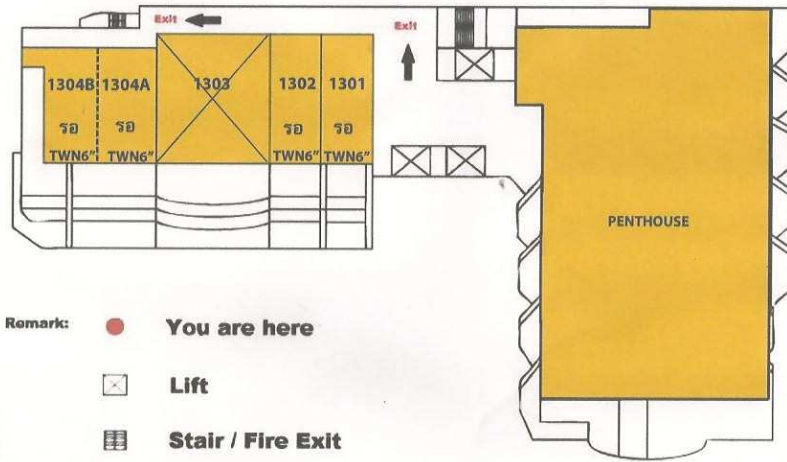 Exit
Exit
1304B
1304A
1303
1302
1301
รอ
รอ
รอ
รอ
TWN6"
TWN6"
TWN6"
TWN6"
PENTHOUSE
Remark:
You are here
Lift
Stair / Fire Exit